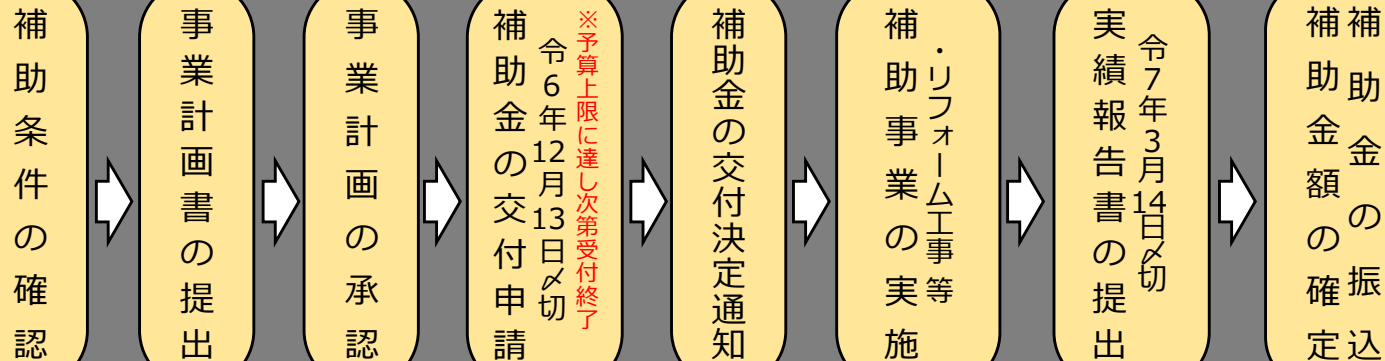 補助条件の確認
事業計画書の提出
事業計画の承認
補助金の交付申請
令6年12月13日〆切
※予算上限に達し次第受付終了
補助金の交付決定通知
補助事業の実施
・リフォーム工事等
実績報告書の提出
令7年3月14日〆切
補助金額の確定
補助金の振込